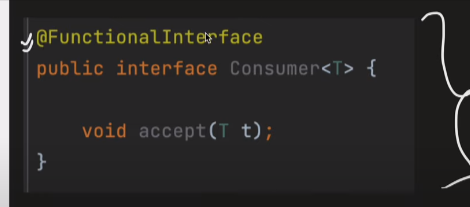 @FunctionalInterface
public interface Consumer<T> {
void accept(T t);
}